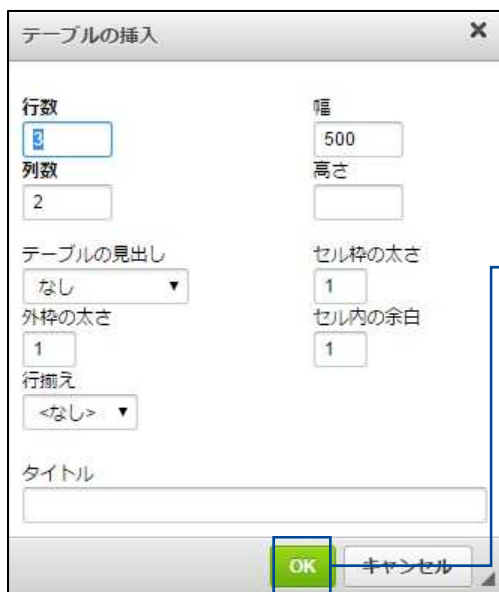 テーブルの挿入 ×
行数 幅
3 500
列数 高さ
2
テーブルの見出し セル枠の太さ
なし ▼ 1
外枠の太さ セル内の余白
1 1
行揃え
<なし> ▼
タイトル
OK キャンセル